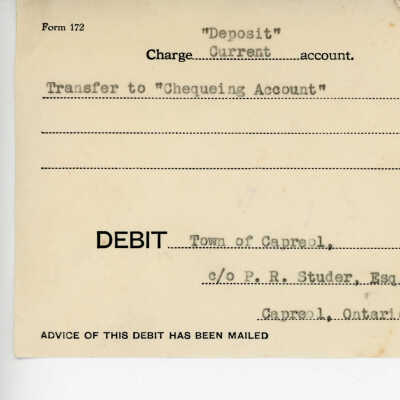 Form 172
"Deposit"
Charge Current account.
Transfer to "Chequeing Account"
DEBIT Town of Capreol,
c/o P. R. Studer, Esq
Capreol, Ontari
ADVICE OF THIS DEBIT HAS BEEN MAILED